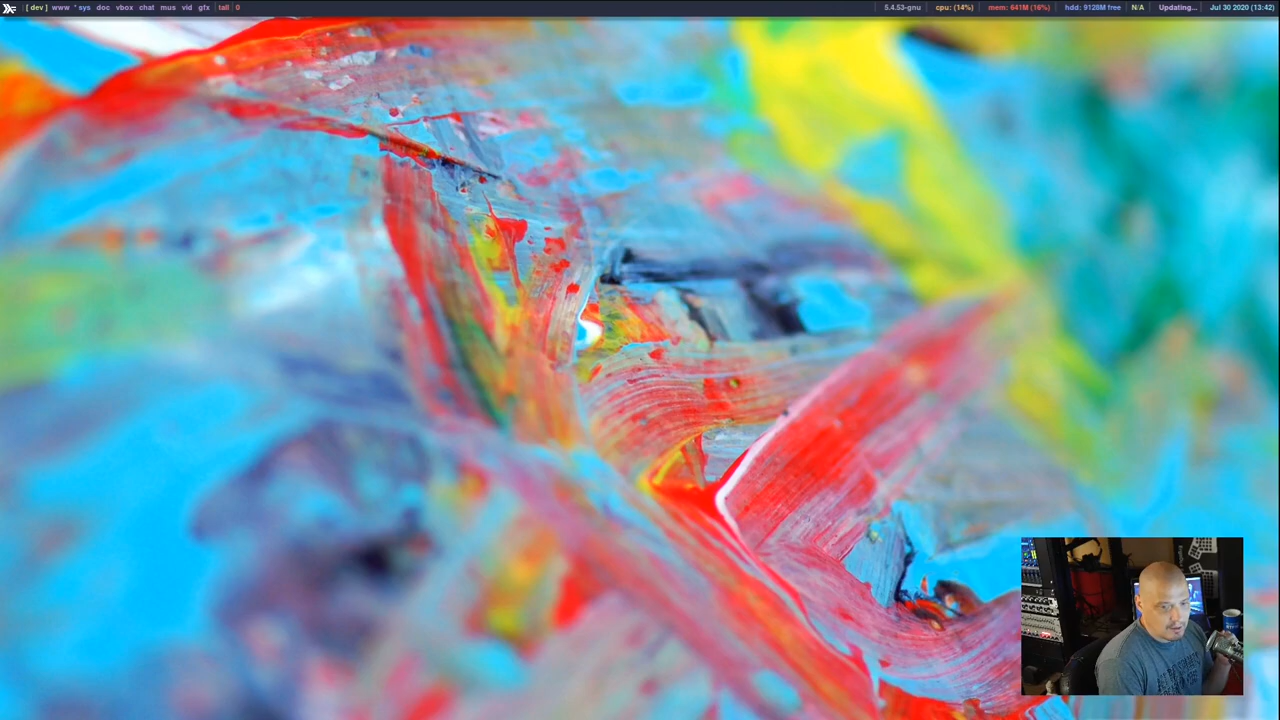 [ dev ] www * sys doc vbox chat mus vid gfx | tall | 0 | 5.4.53-gnu | cpu: (14%) | mem: 641M (16%) | hdd: 9128M free | N/A | Updating... | Jul 30 2020 (13:42)